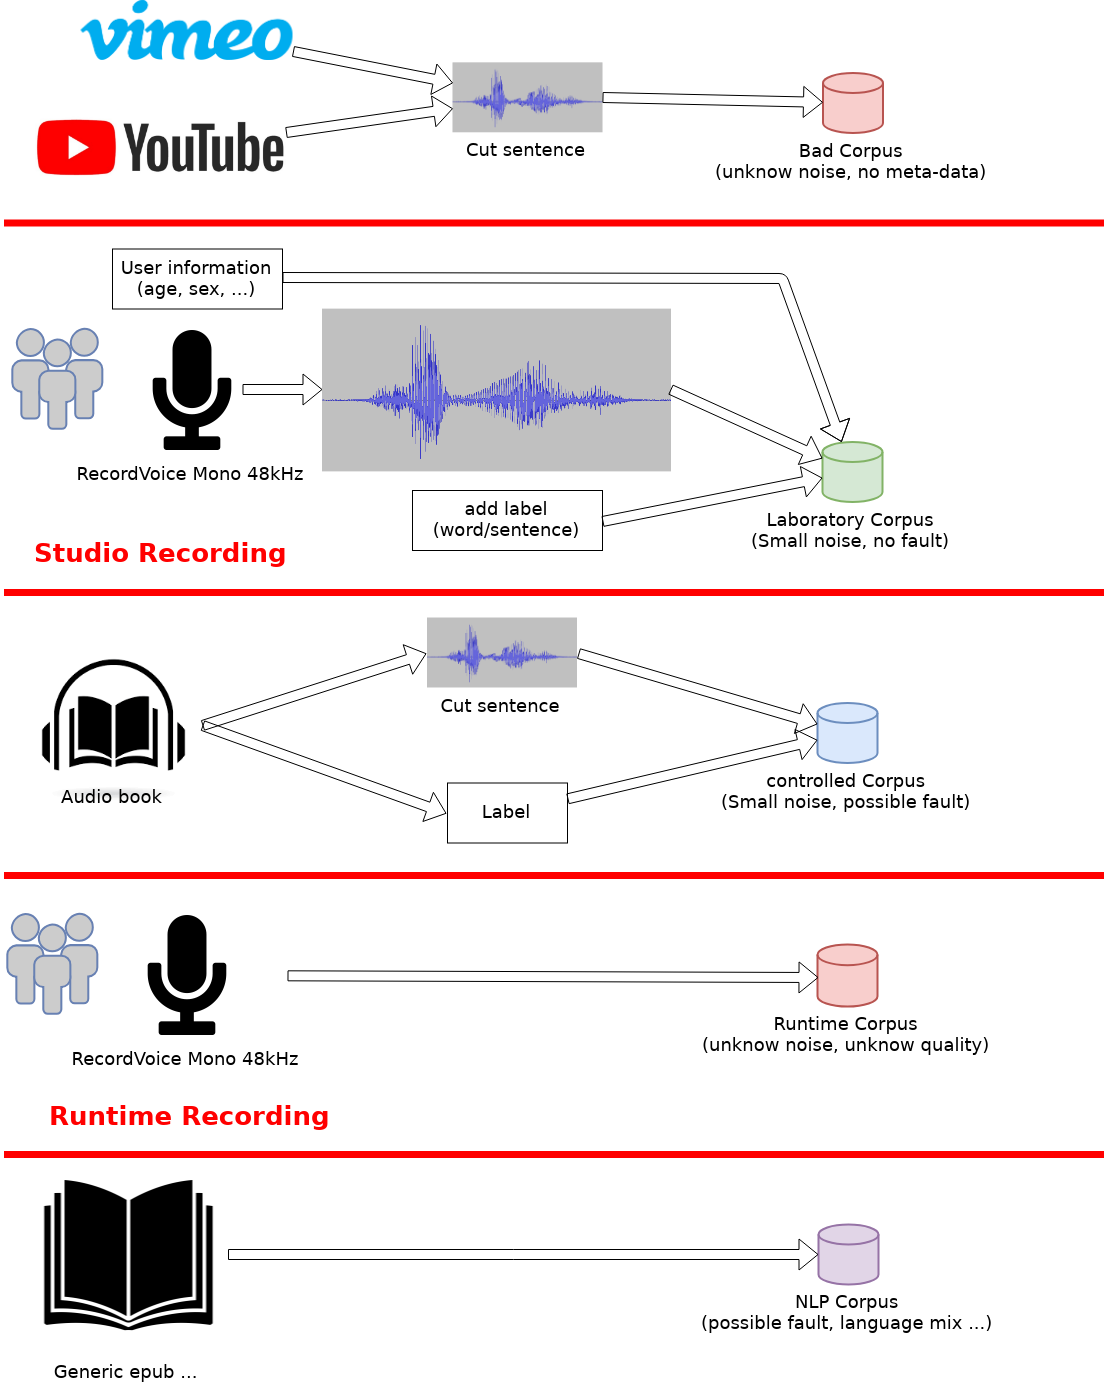 vimeo
YouTube
Cut sentence
Bad Corpus
(unknow noise, no meta-data)
User information
(age, sex, ...)
RecordVoice Mono 48kHz
add label
(word/sentence)
Laboratory Corpus
(Small noise, no fault)
Studio Recording
Cut sentence
Audio book
Label
controlled Corpus
(Small noise, possible fault)
RecordVoice Mono 48kHz
Runtime Corpus
(unknow noise, unknow quality)
Runtime Recording
NLP Corpus
(possible fault, language mix ...)
Generic epub ...